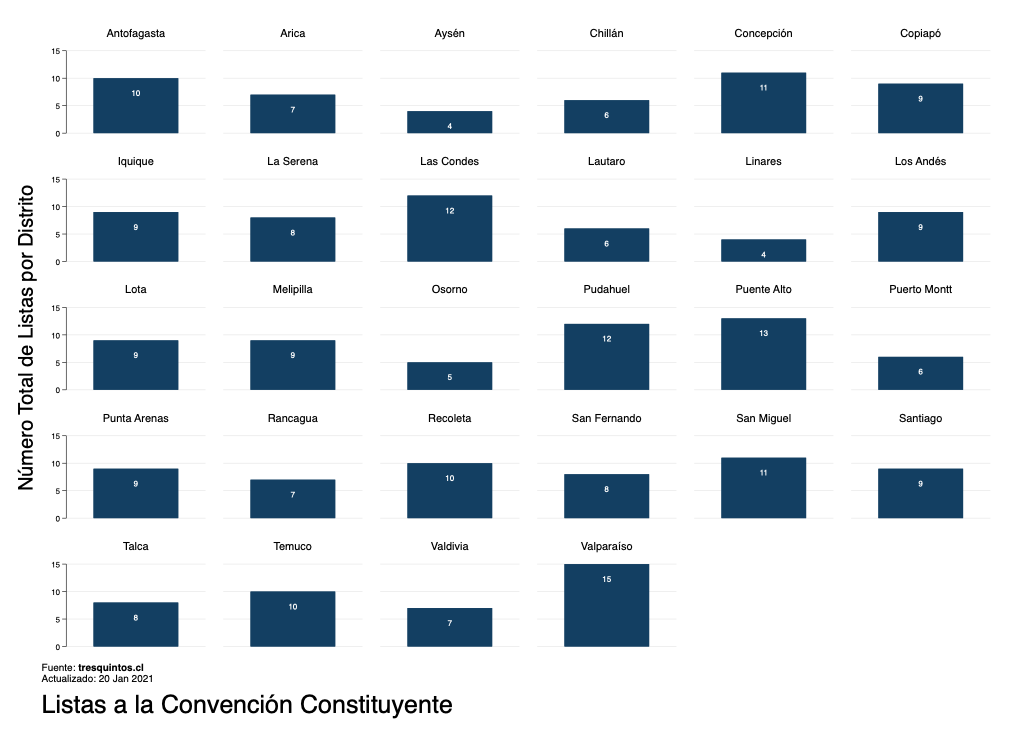 Número Total de Listas por Distrito
Antofagasta Arica Aysén Chillán Concepción Copiapó
15
10
5
0
10 7 4 6 11 9
Iquique La Serena Las Condes Lautaro Linares Los Andés
15
10
5
0
9 8 12 6 4 9
Lota Melipilla Osorno Pudahuel Puente Alto Puerto Montt
15
10
5
0
9 9 5 12 13 6
Punta Arenas Rancagua Recoleta San Fernando San Miguel Santiago
15
10
5
0
9 7 10 8 11 9
Talca Temuco Valdivia Valparaíso
15
10
5
0
8 10 7 15
Fuente: tresquintos.cl
Actualizado: 20 Jan 2021
Listas a la Convención Constituyente